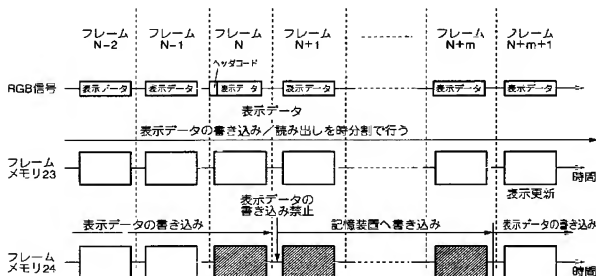 フレーム N-2
フレーム N-1
フレーム N
フレーム N+1
フレーム N+m
フレーム N+m+1
ヘッダコード
RGB信号
表示データ
表示データ
表示データ
表示データ
表示データ
表示データ
表示データ
表示データの書き込み／読み出しを時分割で行う
フレーム
メモリ23
時間
表示更新
表示データの
書き込み禁止
表示データの書き込み
記憶装置へ書き込み
表示データの書き込み
フレーム
メモリ24
時間